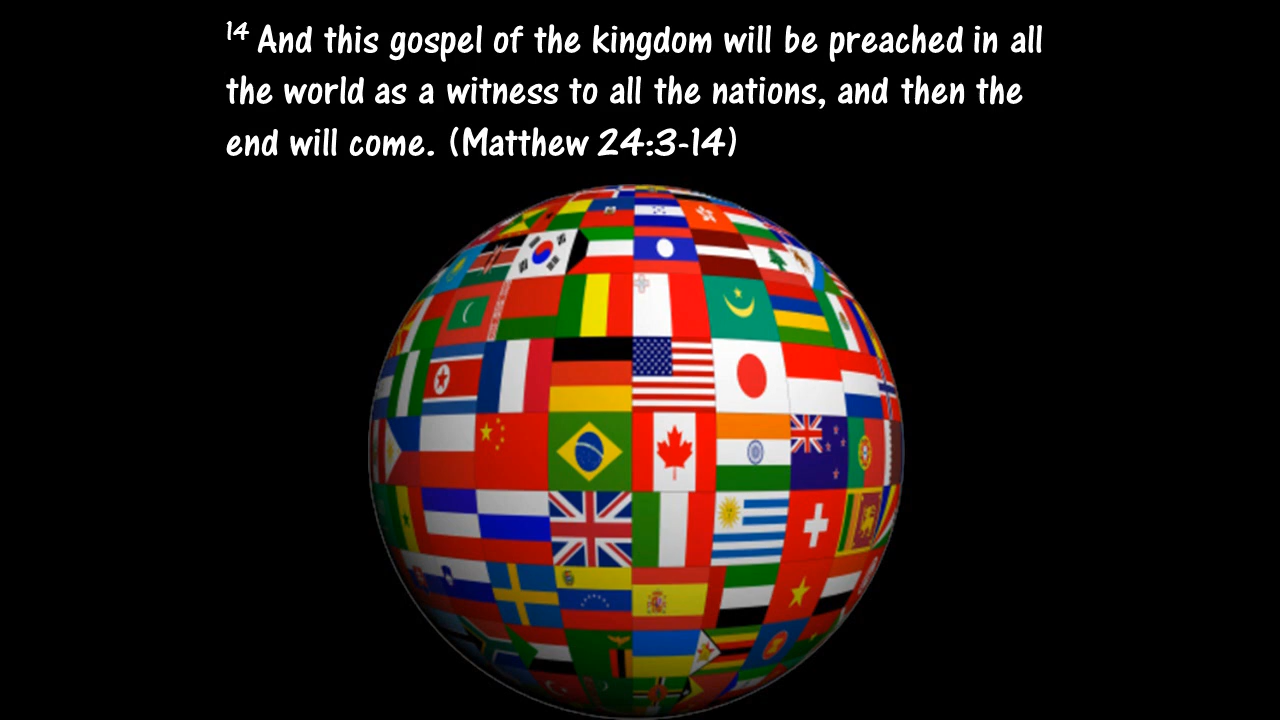 14 And this gospel of the kingdom will be preached in all
the world as a witness to all the nations, and then the
end will come. (Matthew 24:3-14)